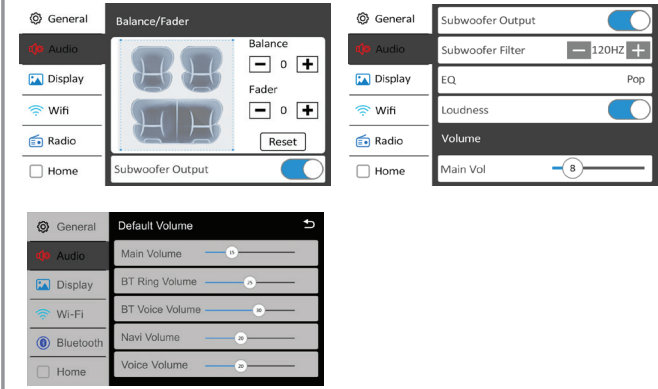 General
Audio
Display
Wifi
Radio
Home
Balance/Fader
Balance
0
Fader
0
Reset
Subwoofer Output
General
Audio
Display
Wifi
Radio
Home
Subwoofer Output
Subwoofer Filter 120HZ
EQ Pop
Loudness
Volume
Main Vol 8
General
Audio
Display
Wi-Fi
Bluetooth
Home
Default Volume
Main Volume 15
BT Ring Volume 25
BT Voice Volume 30
Navi Volume 20
Voice Volume 20